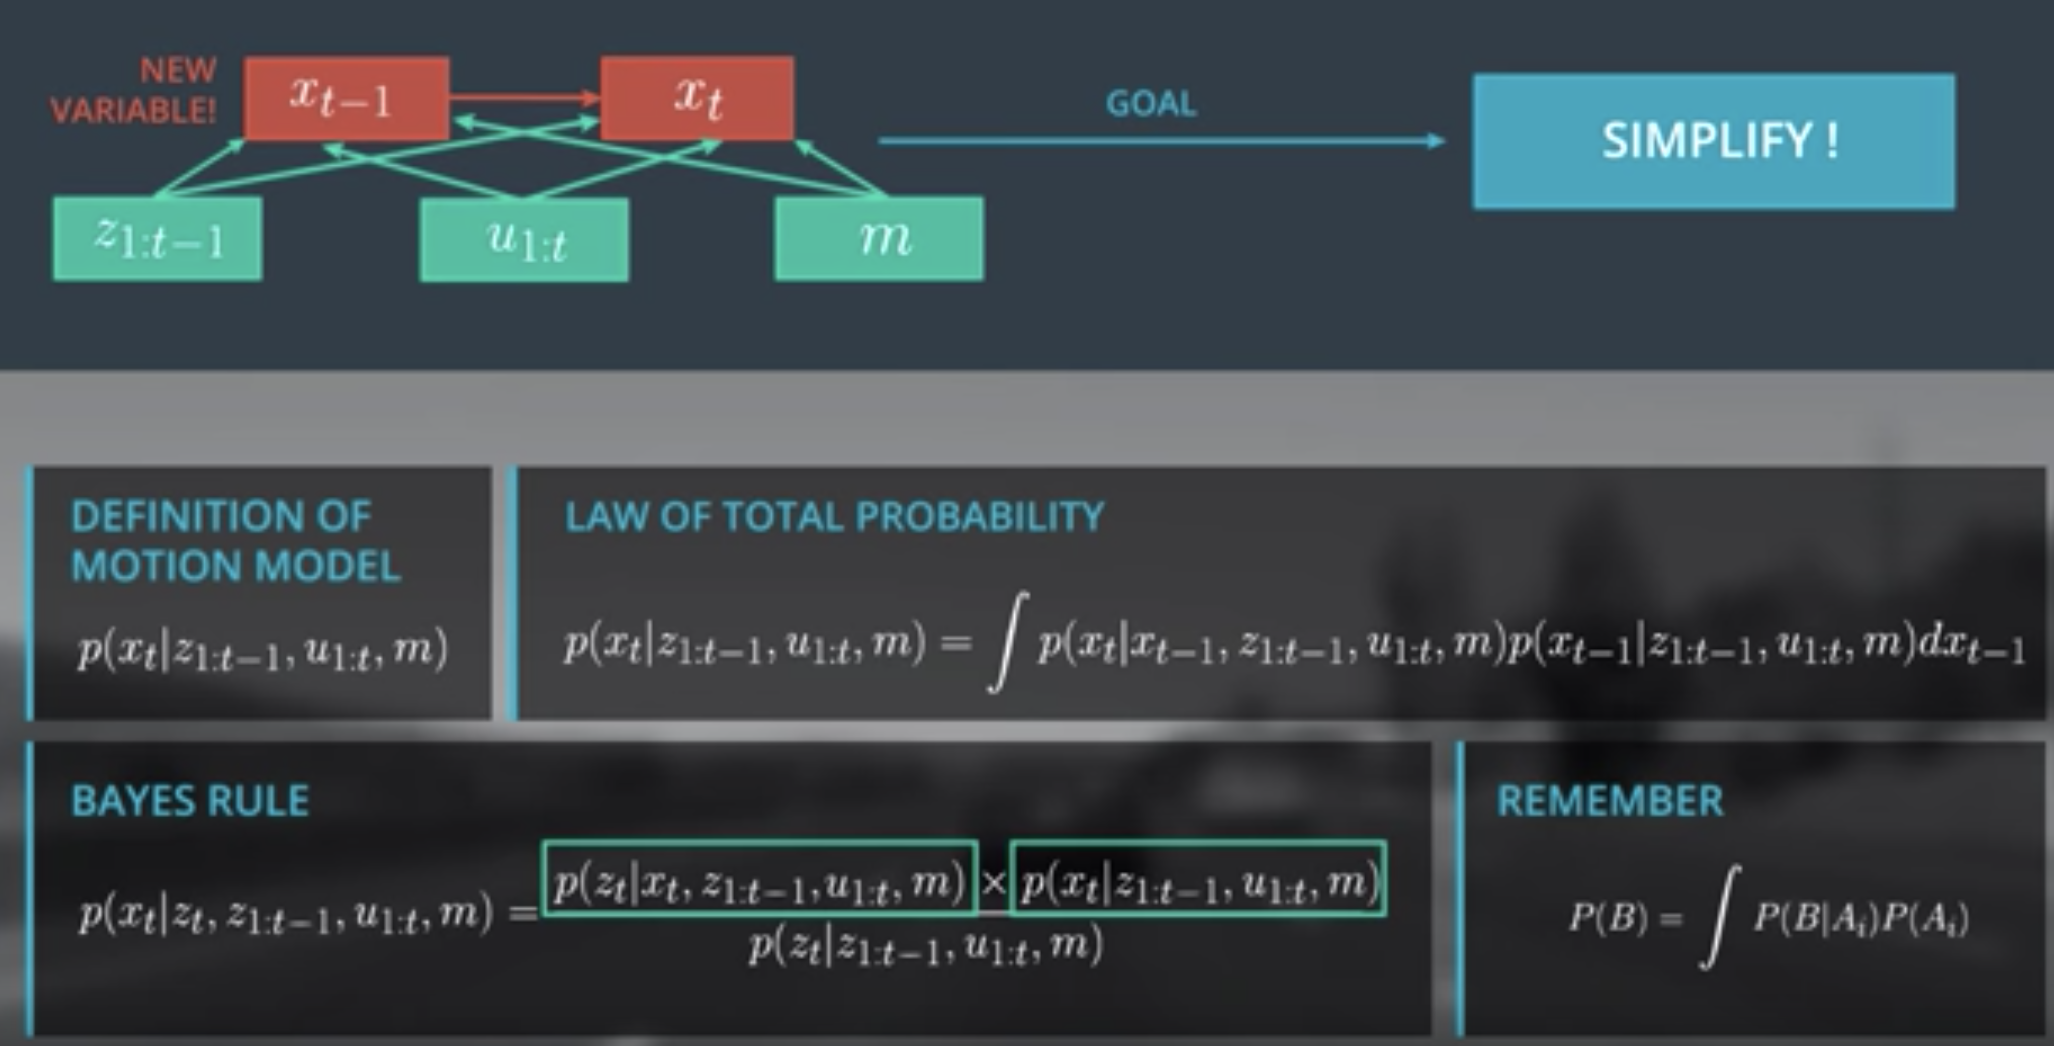 NEW
VARIABLE!
x_{t-1}
x_t
GOAL
SIMPLIFY !
z_{1:t-1}
u_{1:t}
m
DEFINITION OF
MOTION MODEL
p(x_t|z_{1:t-1}, u_{1:t}, m)
LAW OF TOTAL PROBABILITY
p(x_t|z_{1:t-1}, u_{1:t}, m) = ∫ p(x_t|x_{t-1}, z_{1:t-1}, u_{1:t}, m)p(x_{t-1}|z_{1:t-1}, u_{1:t}, m)dx_{t-1}
BAYES RULE
p(x_t|z_t, z_{1:t-1}, u_{1:t}, m) = \frac{p(z_t|x_t, z_{1:t-1}, u_{1:t}, m) × p(x_t|z_{1:t-1}, u_{1:t}, m)}{p(z_t|z_{1:t-1}, u_{1:t}, m)}
REMEMBER
P(B) = ∫ P(B|A_i)P(A_i)